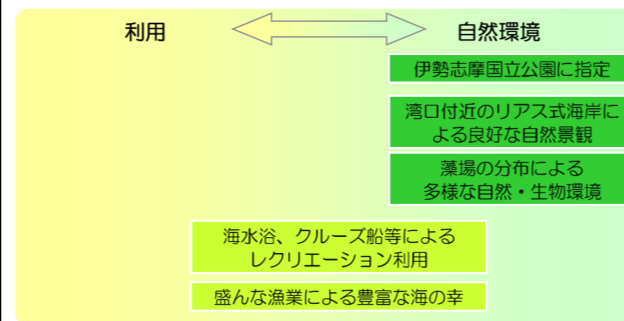 利用
自然環境
伊勢志摩国立公園に指定
湾口付近のリアス式海岸に
よる良好な自然景観
藻場の分布による
多様な自然・生物環境
海水浴、クルーズ船等による
レクリエーション利用
盛んな漁業による豊富な海の幸